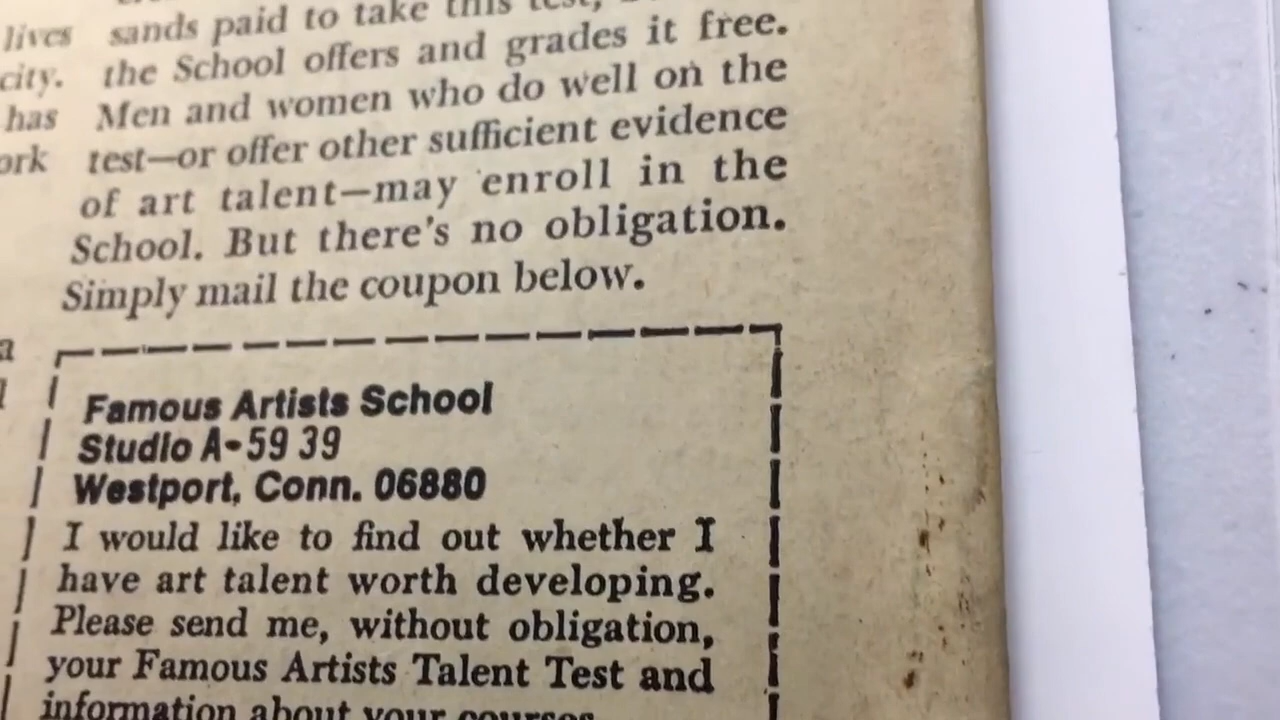 lives
city.
has
ork
a
sands paid to take this test,
the School offers and grades it free.
Men and women who do well on the
test—or offer other sufficient evidence
of art talent—may enroll in the
School. But there's no obligation.
Simply mail the coupon below.
Famous Artists School
Studio A-59 39
Westport, Conn. 06880
I would like to find out whether I
have art talent worth developing.
Please send me, without obligation,
your Famous Artists Talent Test and
information about your courses.